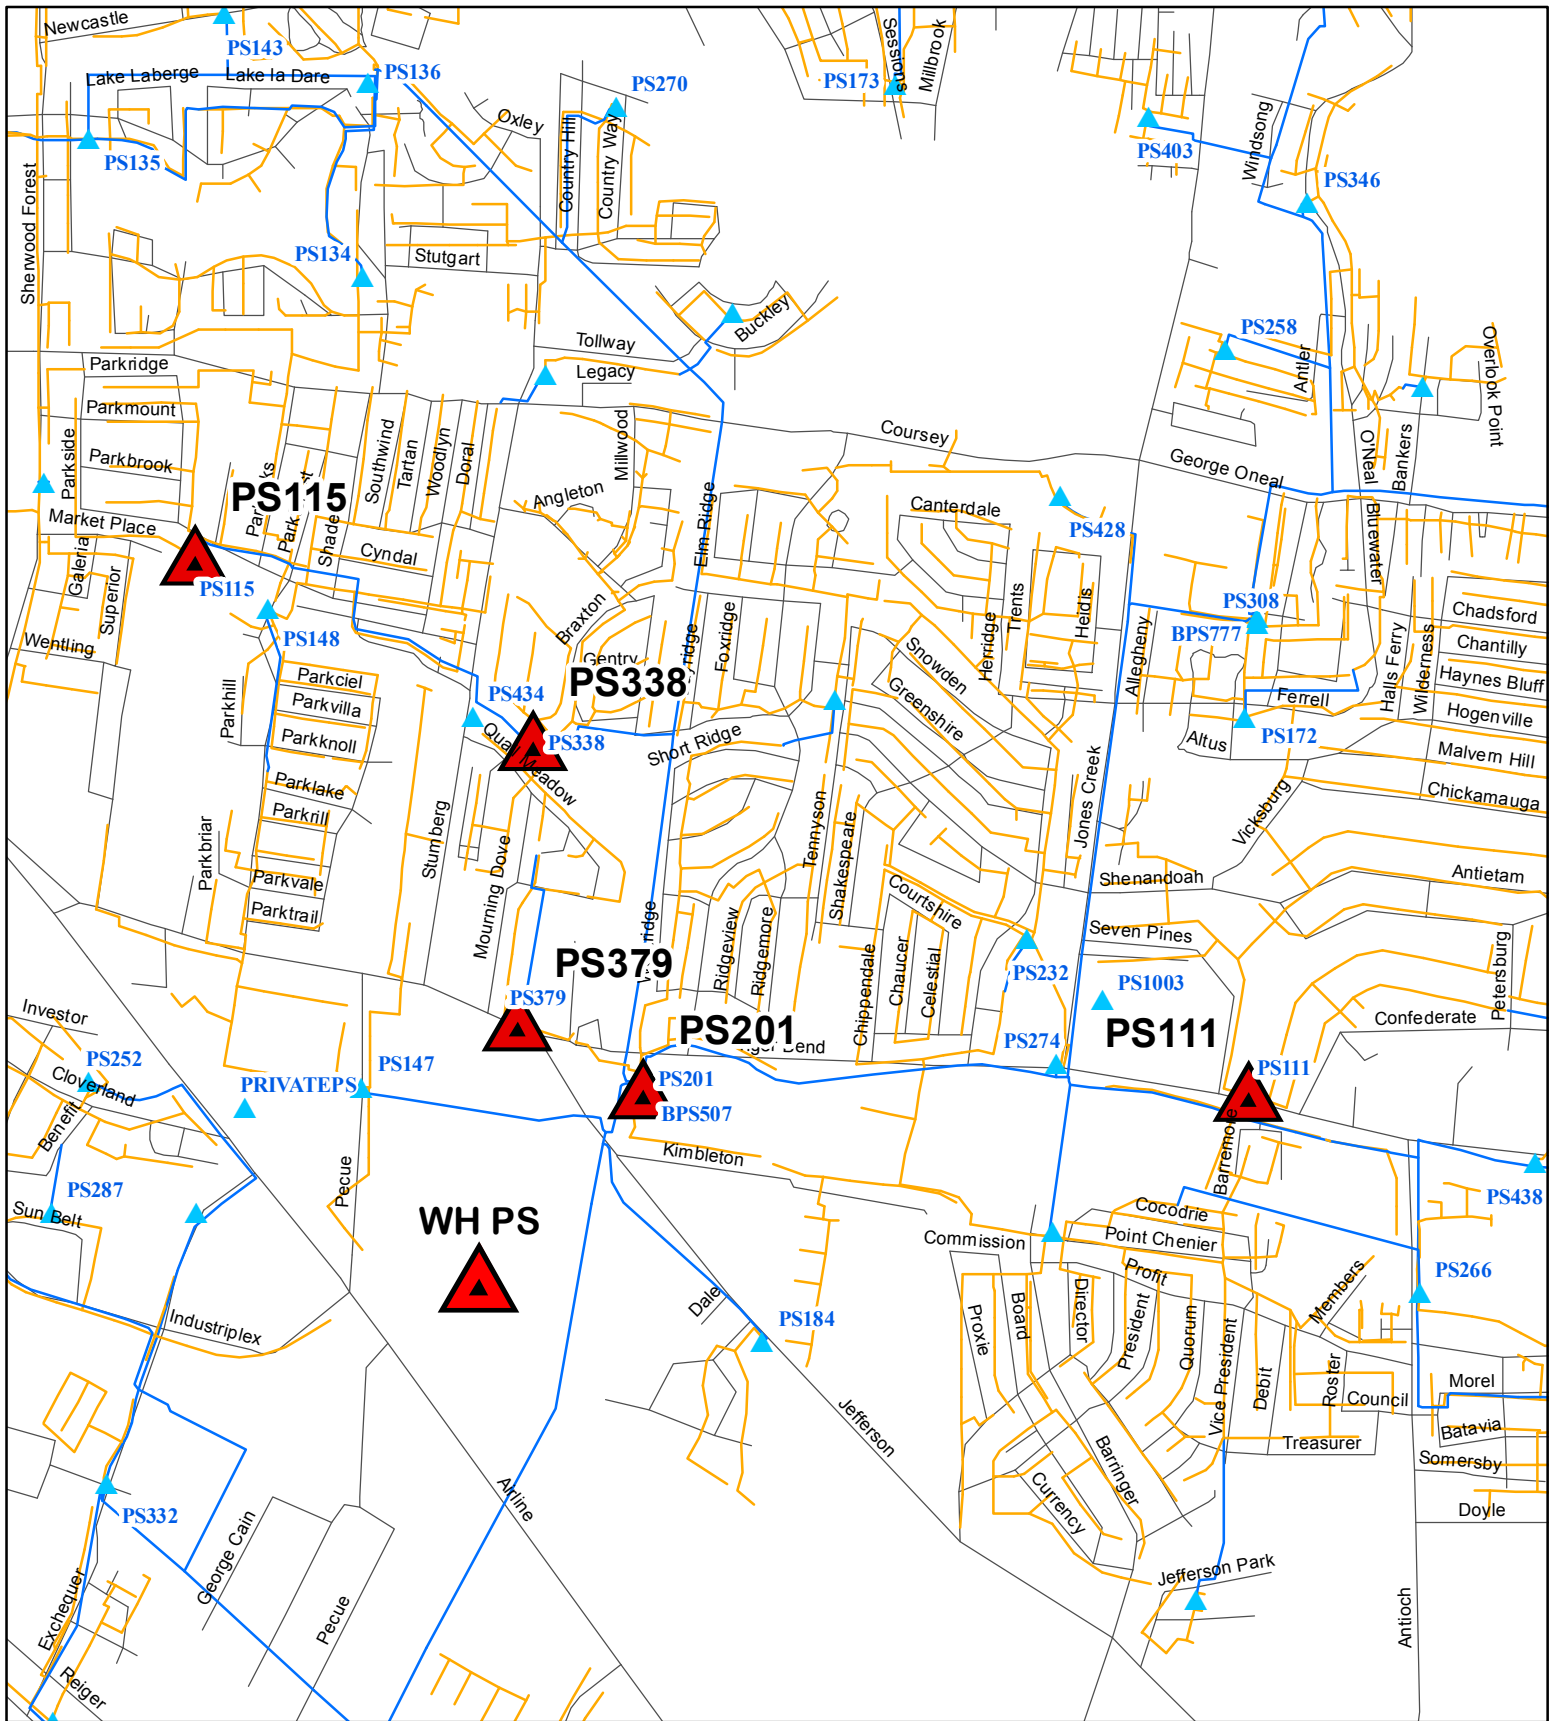 Newcastle
PS143
Sessions
Millbrook
Lake Laberge
Lake la Dare
PS136
PS270
PS173
Oxley
Country Hill
Country Way
PS403
Windsong
PS135
PS346
Sherwood Forest
PS134
Stutgart
Buckley
PS258
Antler
Overlook Point
Tollway
Legacy
Parkridge
Parkmount
Parkside
Parkbrook
Southwind
Tartan
Woodlyn
Doral
Millwood
Coursey
George Oneal
O'Neal
Bankers
PS115
Angleton
Elm Ridge
Canterdale
PS428
Bluewater
Market Place
Shade
Cyndal
Galeria
Superior
PS115
PS148
Wentling
Braxton
Gentry
Foxridge
Herridge
Trents
Heidis
Allegheny
PS308
BPS777
Chadsford
Chantilly
Haynes Bluff
Hogenville
Malvern Hill
Chickamauga
Halls Ferry
Wilderness
Ferrell
Altus
PS172
Snowden
Greenshire
Parkciel
Parkvilla
Parkknoll
Parkhill
Parklake
Parkrill
PS434
PS338
PS338
Quail Meadow
Short Ridge
Stumberg
Jones Creek
Vicksburg
Parkbriar
Parkvale
Parktrail
Mourning Dove
Tennyson
Shakespeare
Courtshire
Shenandoah
Antietam
Seven Pines
Petersburg
PS379
PS379
Ridgeview
Ridgemore
Chippendale
Chaucer
Celestial
PS232
PS1003
PS111
Confederate
Investor
PS252
Cloverland
Benefit
PRIVATEPS
PS147
PS201
PS201
BPS507
Bend
PS274
PS111
Kimbleton
Barremore
PS287
Sun Belt
Pecue
WH PS
Cocodrie
Point Chenier
Commission
PS438
PS266
Profit
Members
Industriplex
Dale
PS184
Proxie
Board
Director
President
Quorum
Vice President
Debit
Roster
Council
Morel
Batavia
Treasurer
Somersby
Doyle
Jefferson
Barringer
Currency
Airline
PS332
George Cain
Pecue
Exchequer
Reiger
Jefferson Park
Antioch